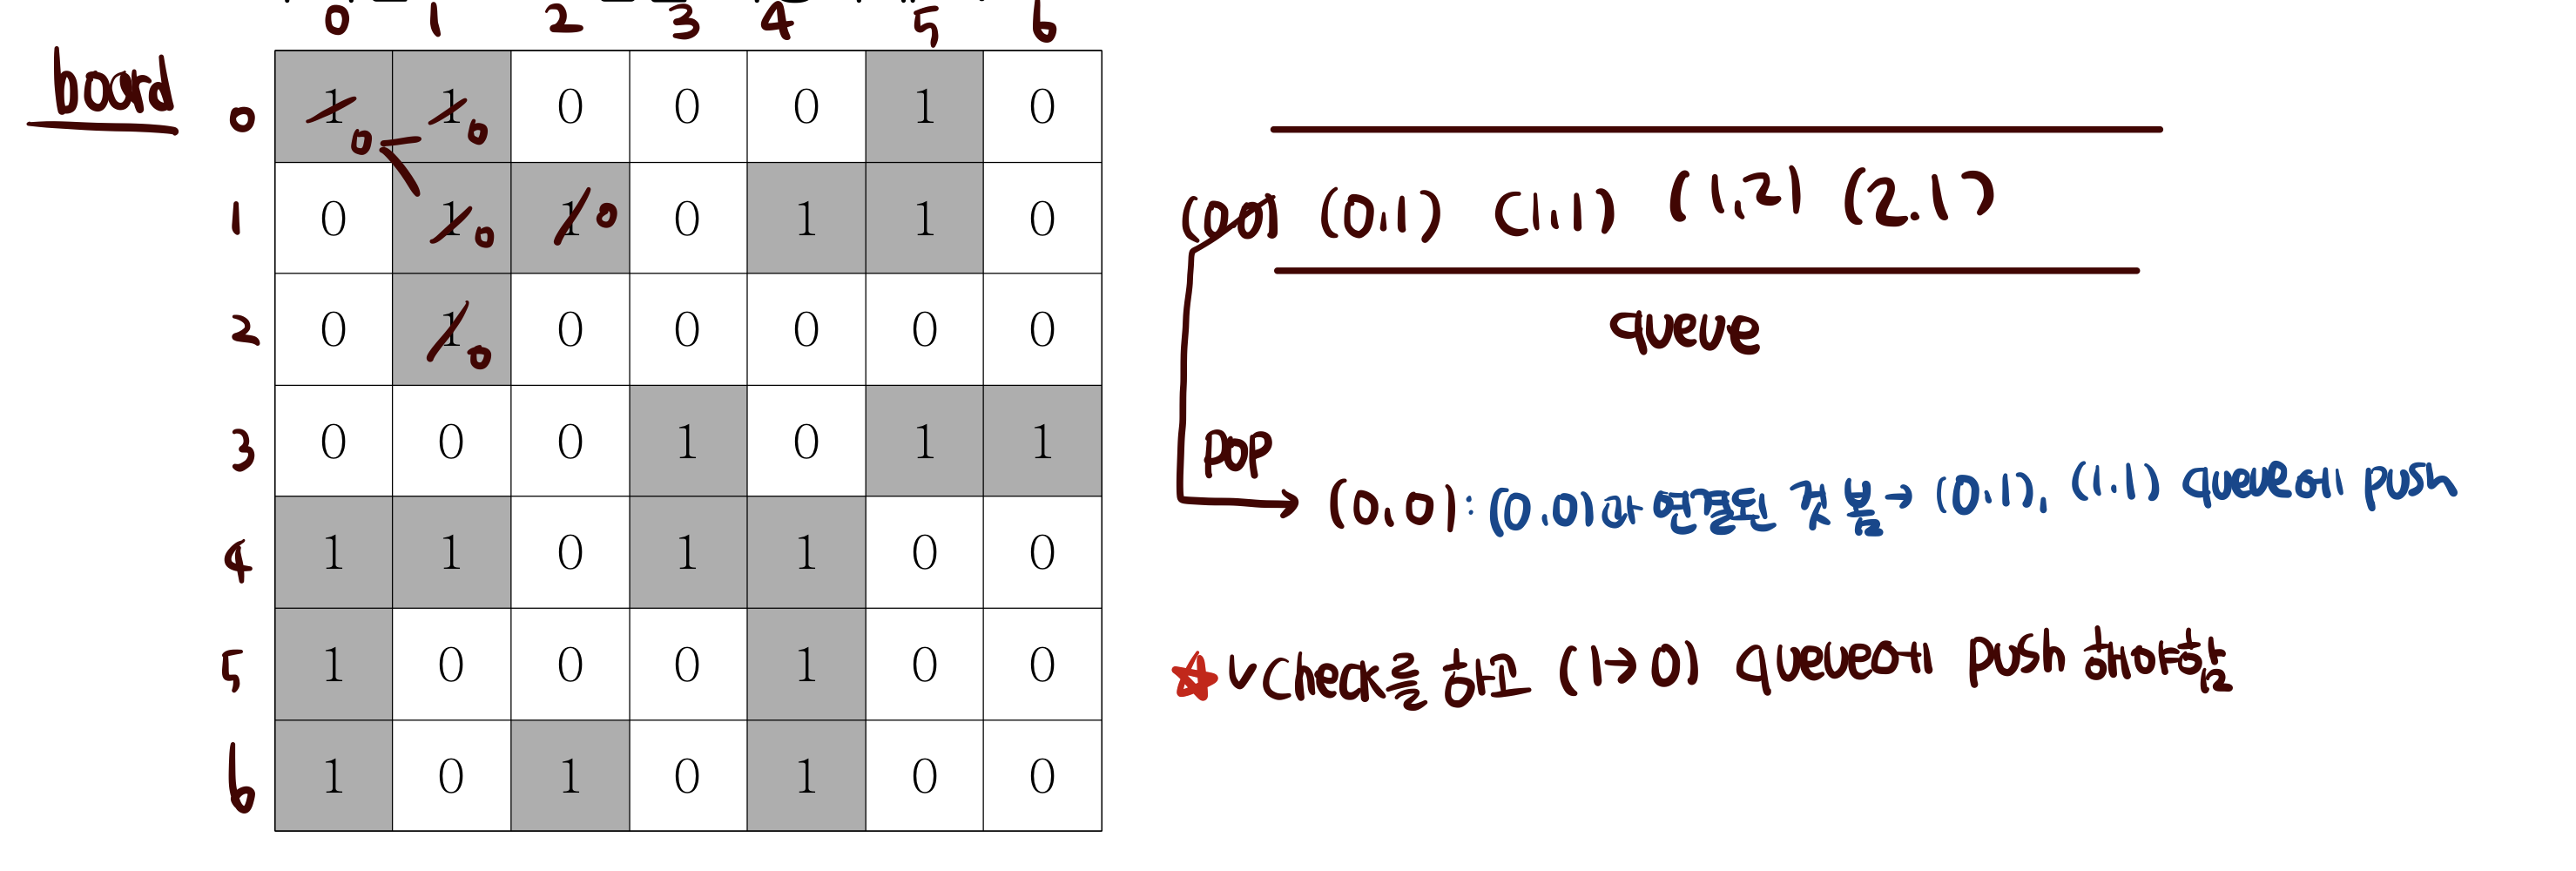 0 1 2 3 4 5 6
board
0 1 0 1 0 0 0 0 1 0
1 0 1 0 1 0 0 1 1 0
2 0 1 0 0 0 0 0 0
3 0 0 0 1 0 1 1
4 1 1 0 1 1 0 0
5 1 0 0 0 1 0 0
6 1 0 1 0 1 0 0
(0,0) (0,1) (1,1) (1,2) (2.1)
queue
POP
(0,0) : (0,0)과 연결된 것 봄 → (0,1), (1,1) queue에 push
check를 하고 (1→0) queue에 push 해야함